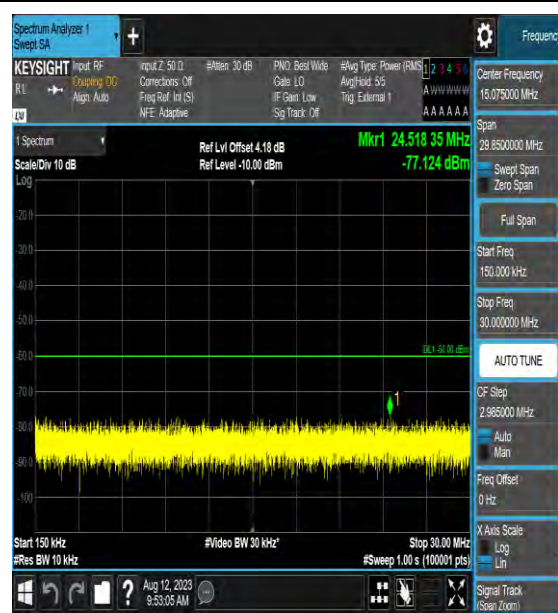 Spectrum Analyzer 1
Swept SA
Frequenc
KEYSIGHT
Input: RF
Input Z: 50 Ω
#Atten: 30 dB
PNO: Best Wide
#Avg Type: Power (RMS
1 2 3 4 5 6
RL
Coupling: DC
Corrections: Off
Gate: LO
Avg|Hold: 5/5
A W W W W W
Align: Auto
Freq Ref: Int (S)
IF Gain: Low
Trig: External 1
NFE: Adaptive
Sig Track: Off
A A A A A A
LXI
1 Spectrum
Ref Lvl Offset 4.18 dB
Mkr1 24.518 35 MHz
Scale/Div 10 dB
Ref Level -10.00 dBm
-77.124 dBm
Log
-20.0
-30.0
-40.0
-50.0
DL1 -60.00 dBm
-60.0
-70.0
1
-80.0
-90.0
-100
Start 150 kHz
#Video BW 30 kHz*
Stop 30.00 MHz
#Res BW 10 kHz
#Sweep 1.00 s (100001 pts)
?
Aug 12, 2023
9:53:05 AM
Center Frequency
15.075000 MHz
Span
29.8500000 MHz
Swept Span
Zero Span
Full Span
Start Freq
150.000 kHz
Stop Freq
30.000000 MHz
AUTO TUNE
CF Step
2.985000 MHz
Auto
Man
Freq Offset
0 Hz
X Axis Scale
Log
Lin
Signal Track
(Span Zoom)